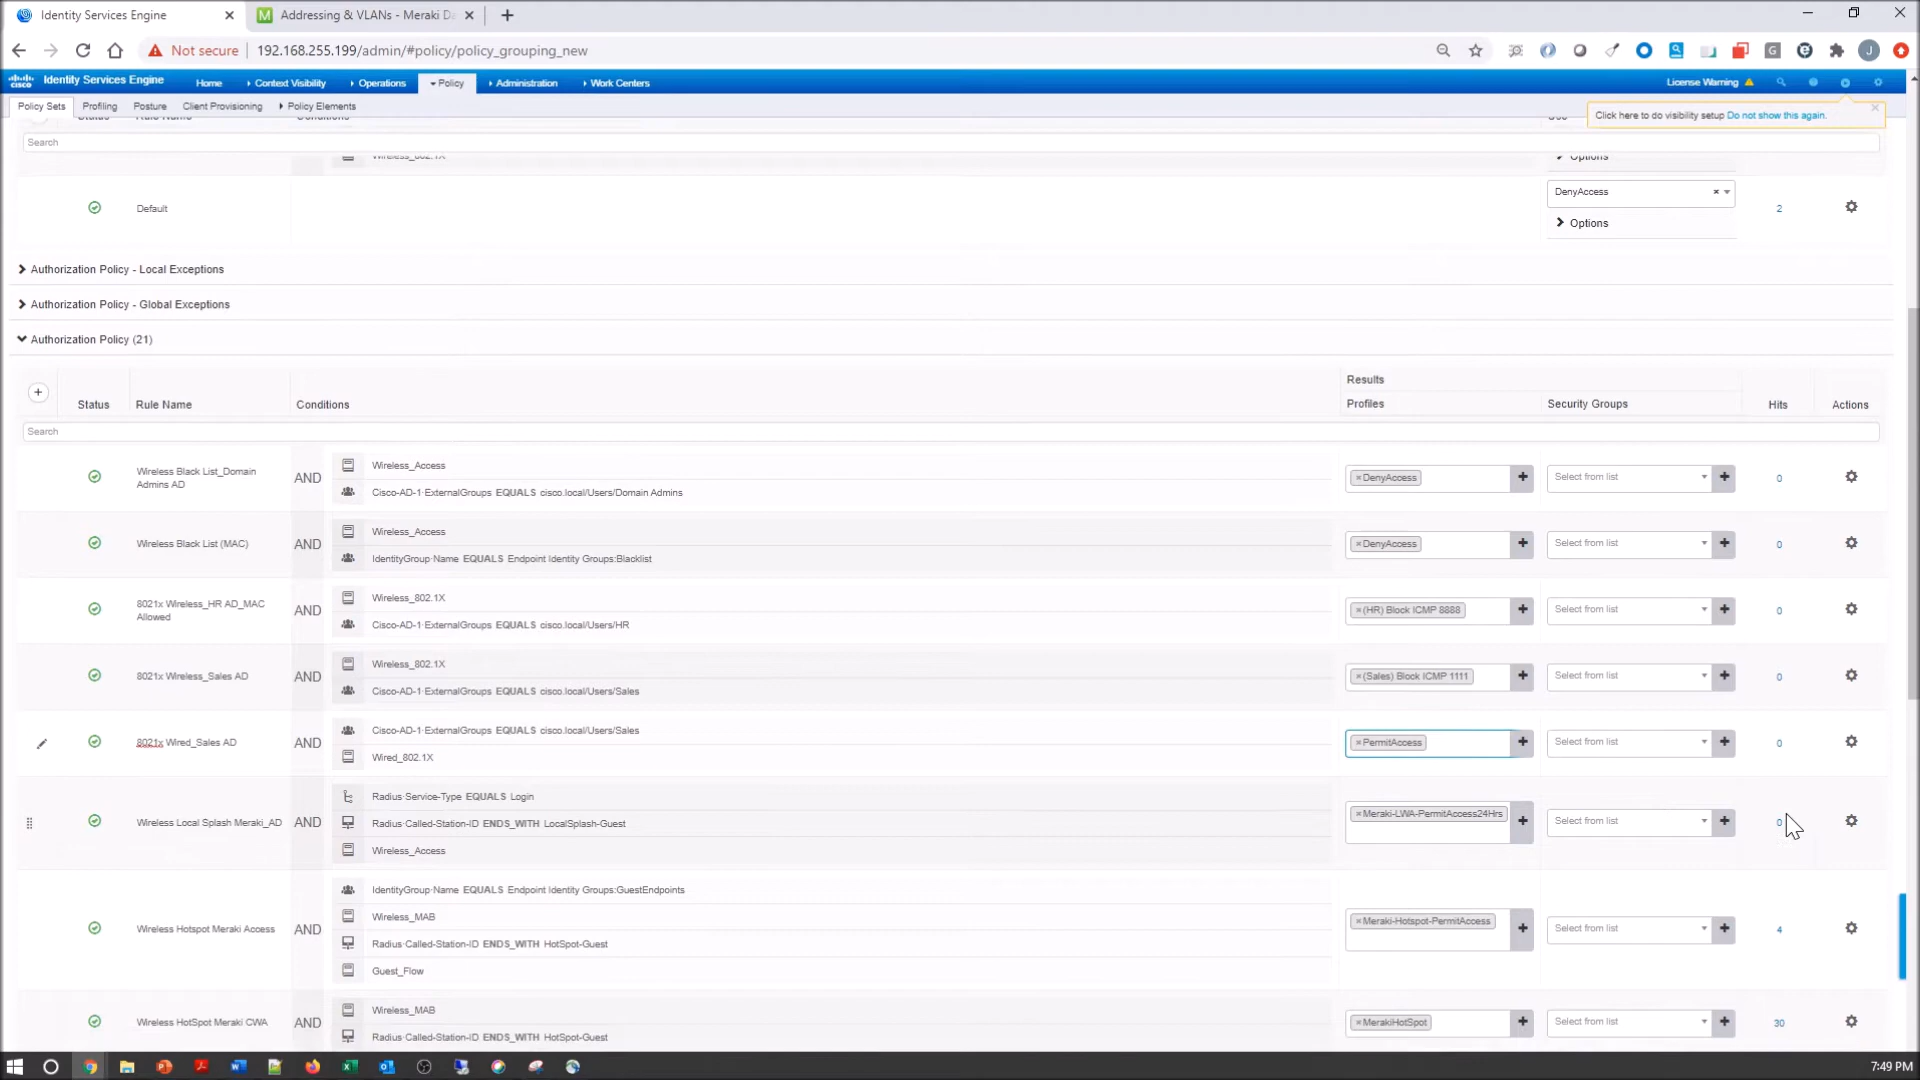 Identity Services Engine
Addressing & VLANs - Meraki Da
Not secure
192.168.255.199/admin/#policy/policy_grouping_new
Identity Services Engine
Home
Context Visibility
Operations
Policy
Administration
Work Centers
License Warning
Policy Sets
Profiling
Posture
Client Provisioning
Policy Elements
Click here to do visibility setup Do not show this again.
Status
Rule Name
Conditions
Use
Search
Wireless_802.1X
Options
Default
DenyAccess
2
Options
Authorization Policy - Local Exceptions
Authorization Policy - Global Exceptions
Authorization Policy (21)
Results
Status
Rule Name
Conditions
Profiles
Security Groups
Hits
Actions
Search
Wireless Black List_Domain
Admins AD
AND
Wireless_Access
Cisco-AD-1·ExternalGroups EQUALS cisco.local/Users/Domain Admins
×DenyAccess
Select from list
0
Wireless Black List (MAC)
AND
Wireless_Access
IdentityGroup·Name EQUALS Endpoint Identity Groups:Blacklist
×DenyAccess
Select from list
0
8021x Wireless_HR AD_MAC
Allowed
AND
Wireless_802.1X
Cisco-AD-1·ExternalGroups EQUALS cisco.local/Users/HR
×(HR) Block ICMP 8888
Select from list
0
8021x Wireless_Sales AD
AND
Wireless_802.1X
Cisco-AD-1·ExternalGroups EQUALS cisco.local/Users/Sales
×(Sales) Block ICMP 1111
Select from list
0
8021x Wired_Sales AD
AND
Cisco-AD-1·ExternalGroups EQUALS cisco.local/Users/Sales
Wired_802.1X
×PermitAccess
Select from list
0
Wireless Local Splash Meraki_AD
AND
Radius·Service-Type EQUALS Login
Radius·Called-Station-ID ENDS_WITH LocalSplash-Guest
Wireless_Access
×Meraki-LWA-PermitAccess24Hrs
Select from list
0
Wireless Hotspot Meraki Access
AND
IdentityGroup·Name EQUALS Endpoint Identity Groups:GuestEndpoints
Wireless_MAB
Radius·Called-Station-ID ENDS_WITH HotSpot-Guest
Guest_Flow
×Meraki-Hotspot-PermitAccess
Select from list
4
Wireless HotSpot Meraki CWA
AND
Wireless_MAB
Radius·Called-Station-ID ENDS_WITH HotSpot-Guest
×MerakiHotSpot
Select from list
30
7:49 PM